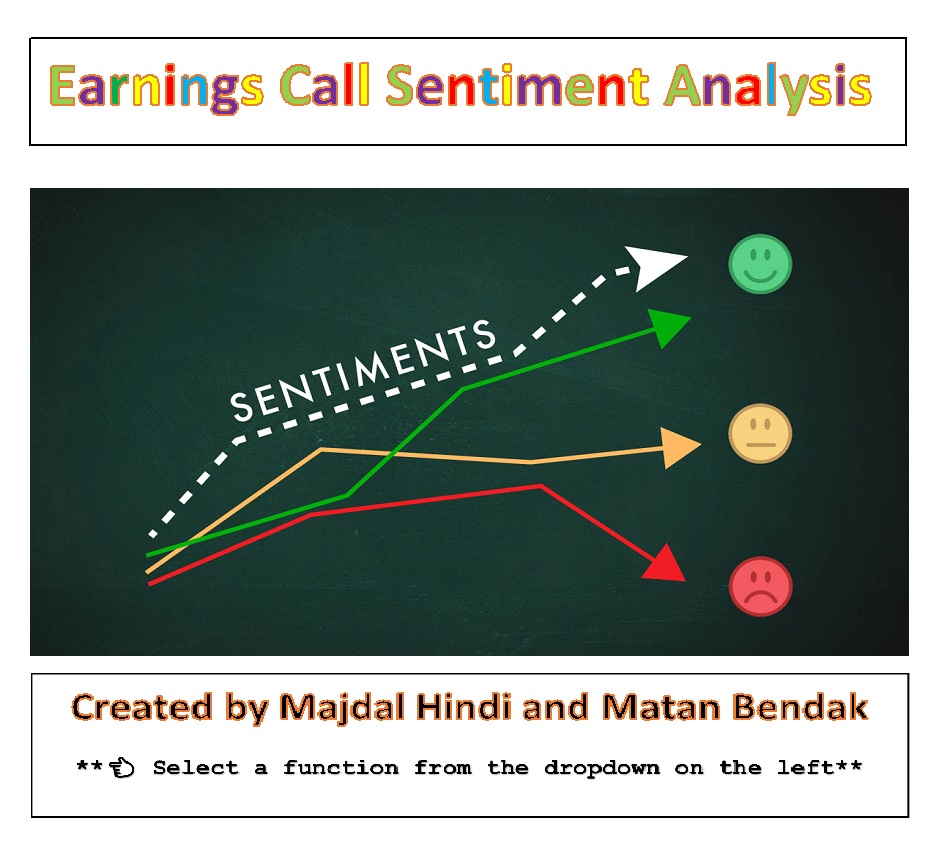 Earnings Call Sentiment Analysis
SENTIMENTS
Created by Majdal Hindi and Matan Bendak
**👈 Select a function from the dropdown on the left**